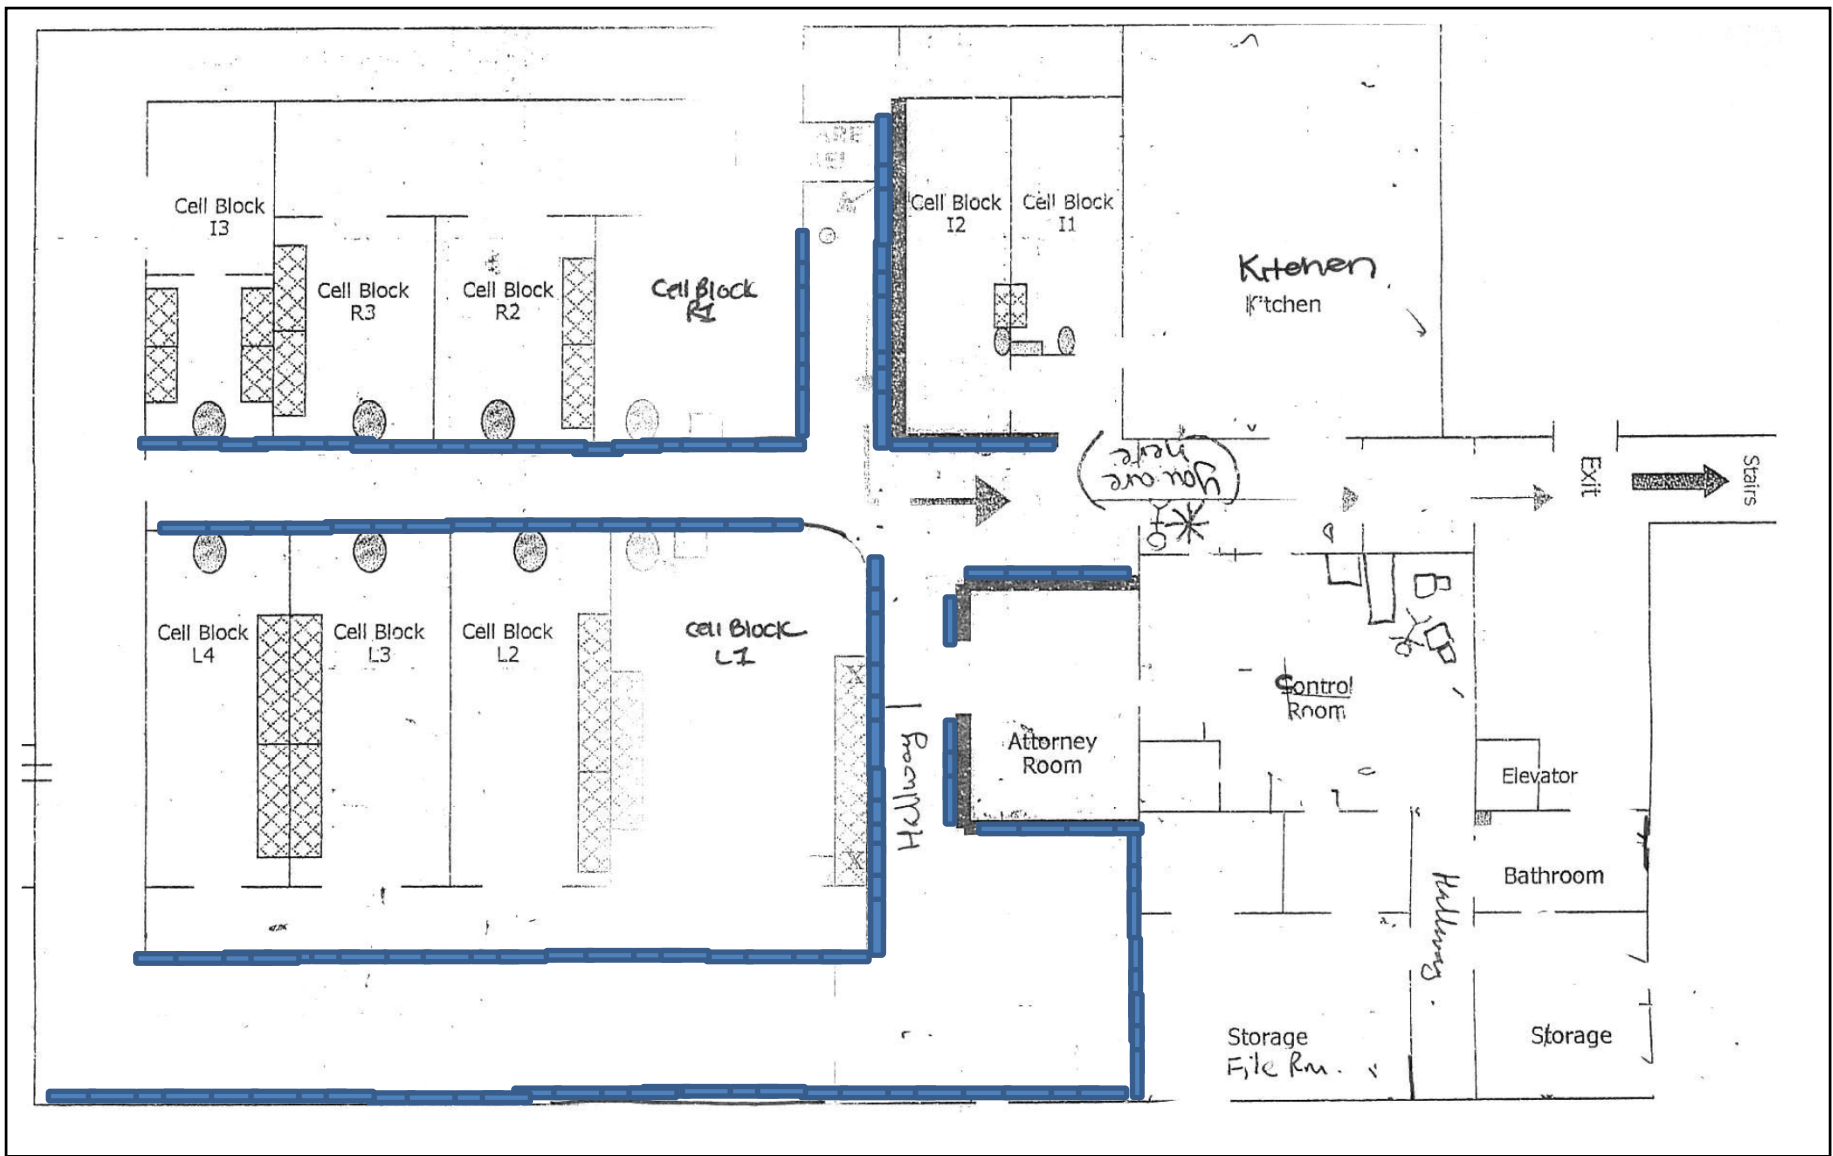 Cell Block
I3
Cell Block
R3
Cell Block
R2
Cell Block
R1
Cell Block
I2
Cell Block
I1
Kitchen
Kitchen
You are
here
Exit
Stairs
Cell Block
L4
Cell Block
L3
Cell Block
L2
Cell Block
L1
Hallway
Attorney
Room
Control
Room
Elevator
Bathroom
Hallway
Storage
File Rm.
Storage